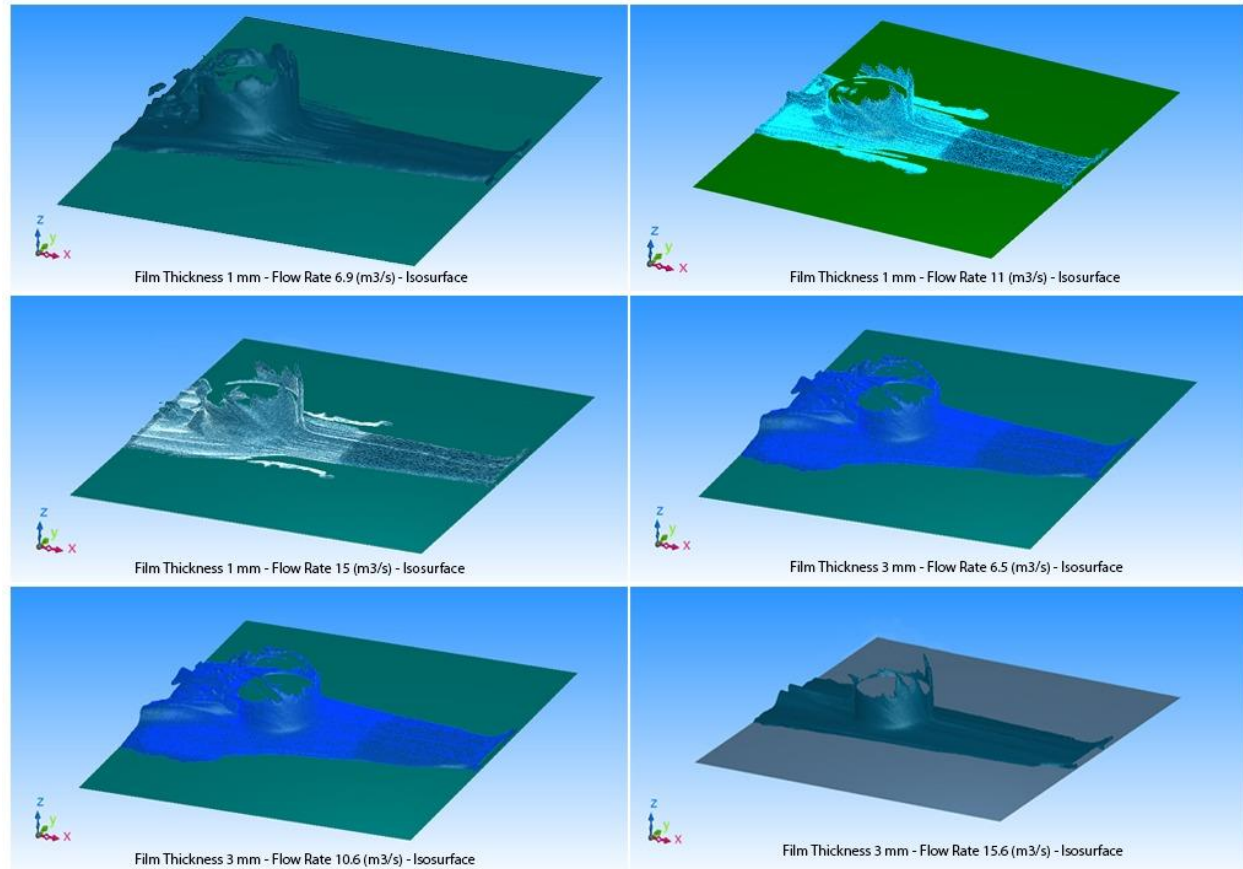 z
y
x
Film Thickness 1 mm - Flow Rate 6.9 (m3/s) - Isosurface
z
y
x
Film Thickness 1 mm - Flow Rate 11 (m3/s) - Isosurface
z
y
x
Film Thickness 1 mm - Flow Rate 15 (m3/s) - Isosurface
z
y
x
Film Thickness 3 mm - Flow Rate 6.5 (m3/s) - Isosurface
z
y
x
Film Thickness 3 mm - Flow Rate 10.6 (m3/s) - Isosurface
z
y
x
Film Thickness 3 mm - Flow Rate 15.6 (m3/s) - Isosurface